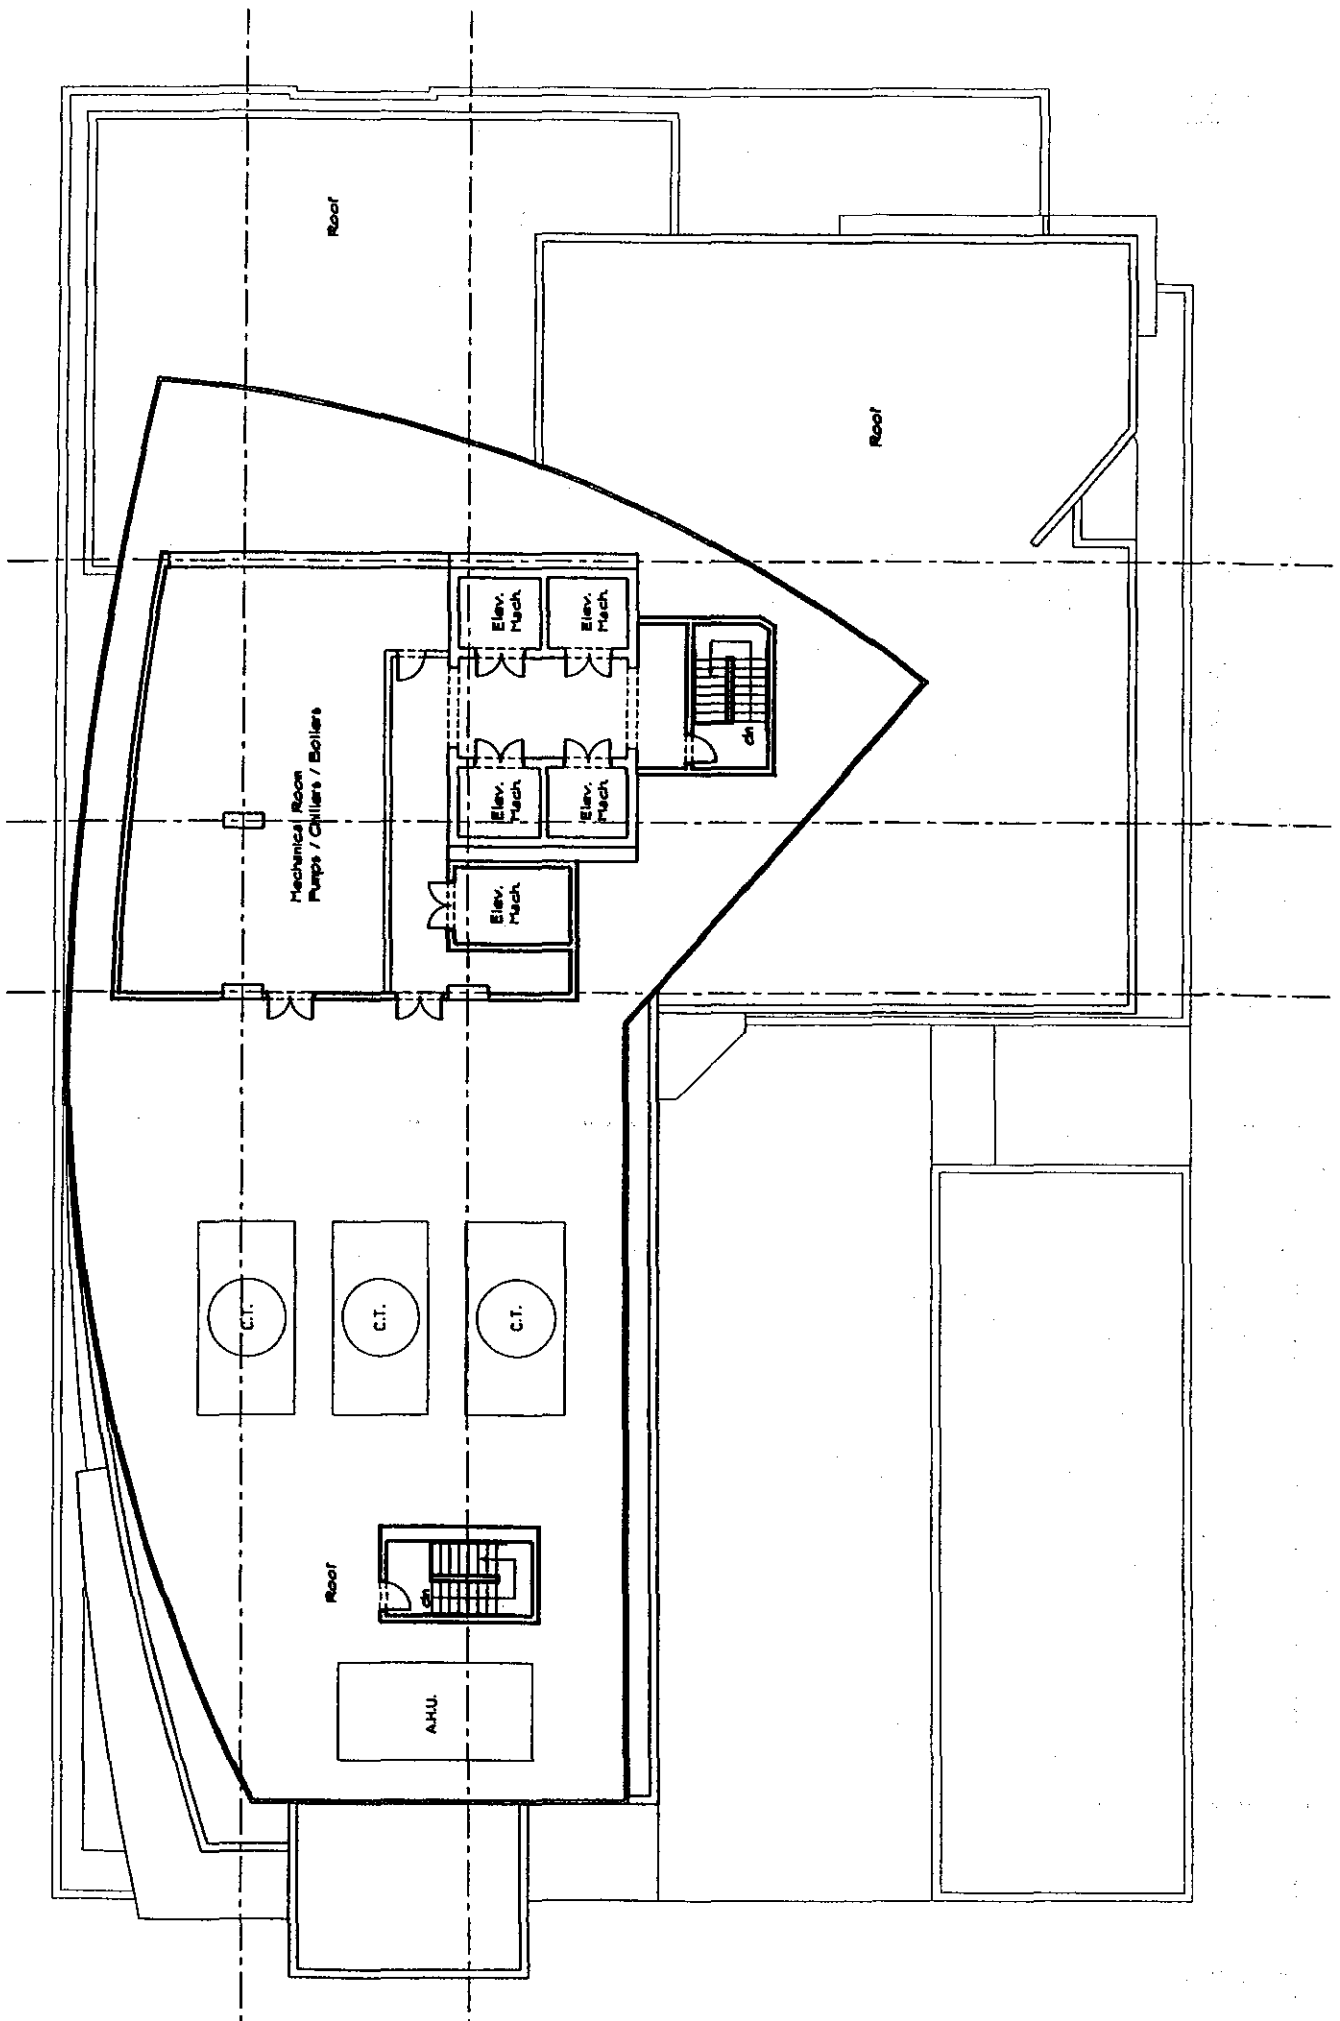 Roof
Roof
Elev.
Mach.
Elev.
Mach.
Mechanical Room
Pumps / Chillers / Boilers
dn
Elev.
Mach.
Elev.
Mach.
Elev.
Mach.
C.T.
C.T.
C.T.
Roof
dn
A.H.U.